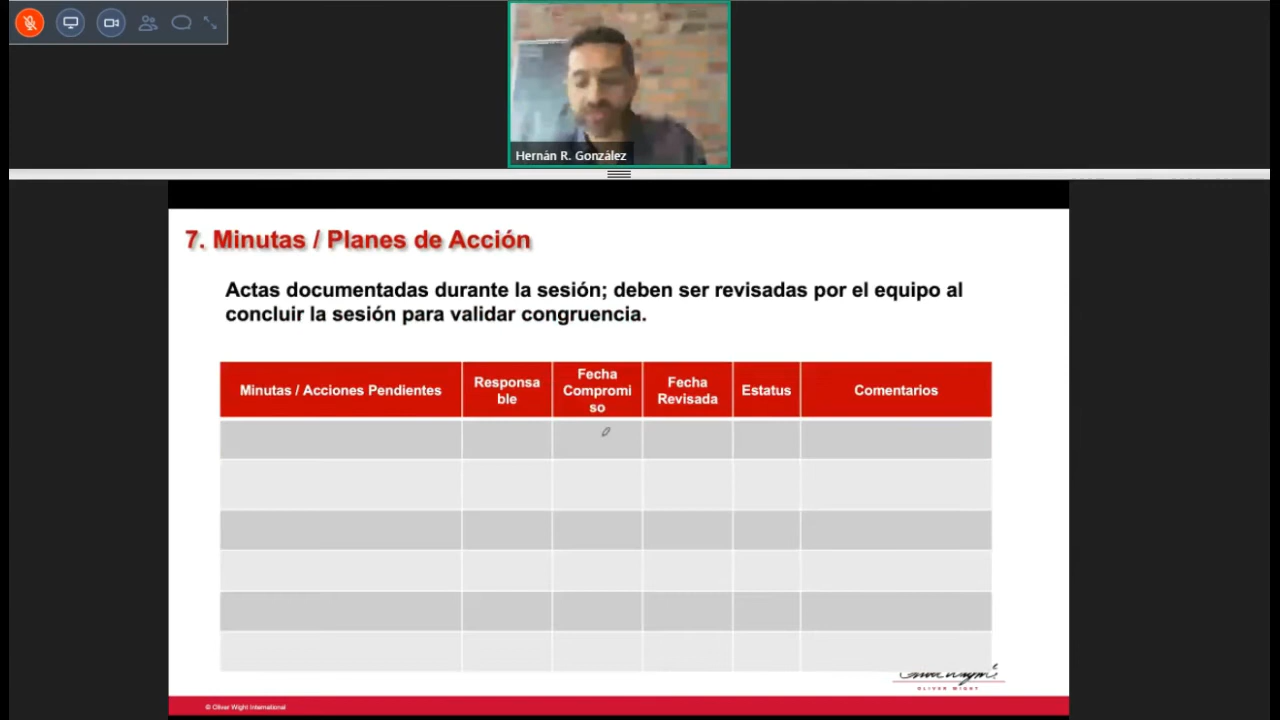 Hernán R. González
7. Minutas / Planes de Acción
Actas documentadas durante la sesión; deben ser revisadas por el equipo al
concluir la sesión para validar congruencia.
Minutas / Acciones Pendientes
Responsa
ble
Fecha
Compromi
so
Fecha
Revisada
Estatus
Comentarios
OLIVER WIGHT
© Oliver Wight International